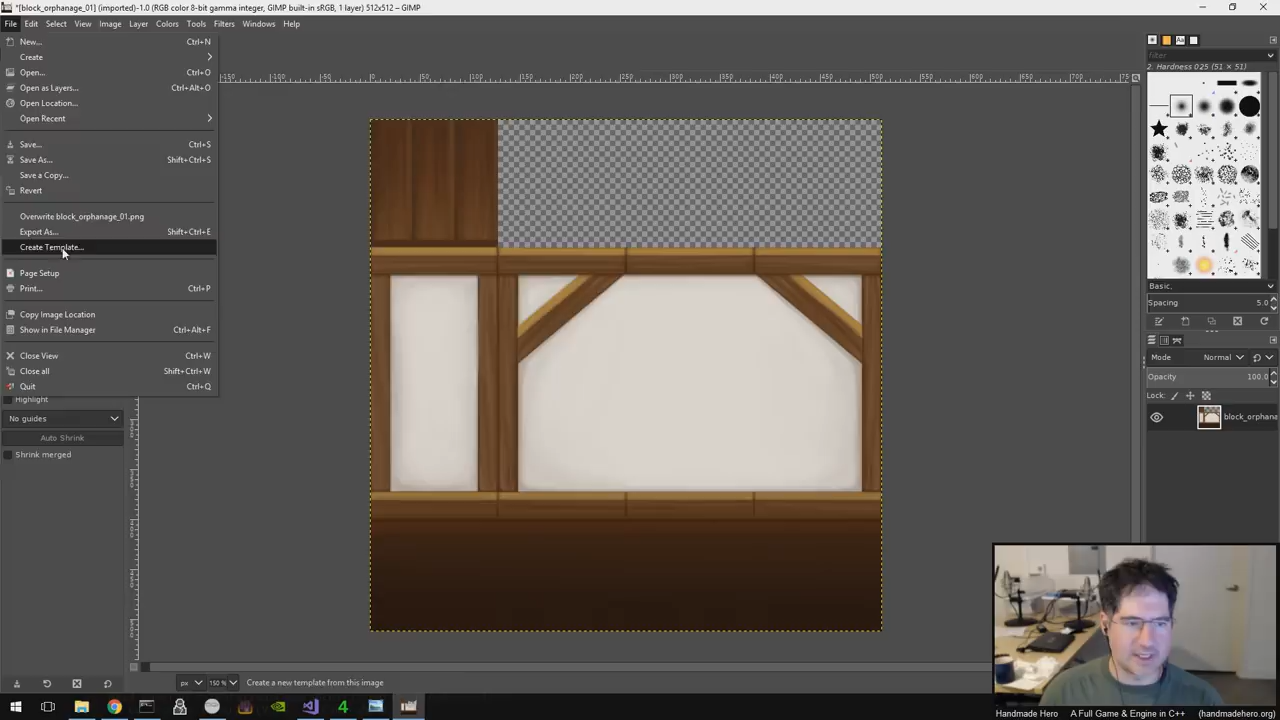 *[block_orphanage_01] (imported)-1.0 (RGB color 8-bit gamma integer, GIMP built-in sRGB, 1 layer) 512x512 – GIMP
File Edit Select View Image Layer Colors Tools Filters Windows Help
New... Ctrl+N
Create
Open... Ctrl+O
Open as Layers... Ctrl+Alt+O
Open Location...
Open Recent
Save... Ctrl+S
Save As... Shift+Ctrl+S
Save a Copy...
Revert
Overwrite block_orphanage_01.png
Export As... Shift+Ctrl+E
Create Template...
Page Setup
Print... Ctrl+P
Copy Image Location
Show in File Manager Ctrl+Alt+F
Close View Ctrl+W
Close all Shift+Ctrl+W
Quit Ctrl+Q
Highlight
No guides
Auto Shrink
Shrink merged
filter
2. Hardness 025 (51 × 51)
Basic,
Spacing 5.0
Mode Normal
Opacity 100.0
Lock:
block_orphana
px 150 % Create a new template from this image
Handmade Hero A Full Game & Engine in C++ (handmadehero.org)